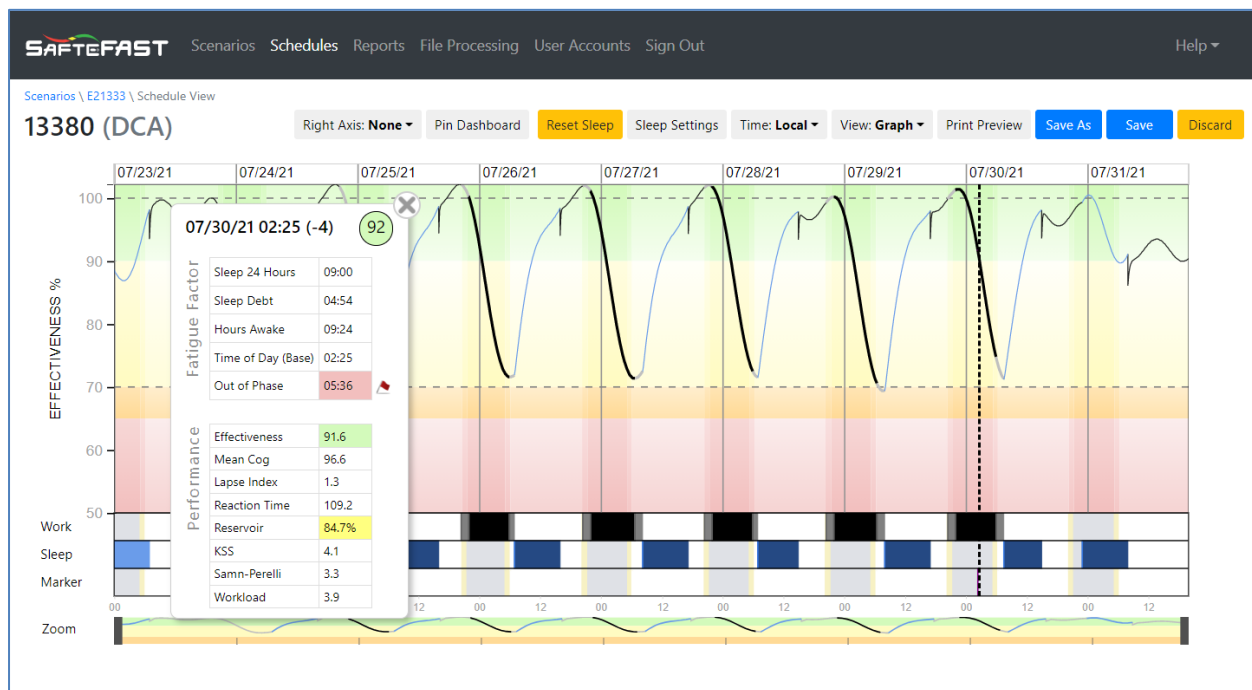 SAFTEFAST Scenarios Schedules Reports File Processing User Accounts Sign Out Help
Scenarios \ E21333 \ Schedule View
13380 (DCA) Right Axis: None Pin Dashboard Reset Sleep Sleep Settings Time: Local View: Graph Print Preview Save As Save Discard
07/23/21 07/24/21 07/25/21 07/26/21 07/27/21 07/28/21 07/29/21 07/30/21 07/31/21
EFFECTIVENESS %
100
90
80
70
60
50
07/30/21 02:25 (-4) 92
Fatigue Factor
Sleep 24 Hours 09:00
Sleep Debt 04:54
Hours Awake 09:24
Time of Day (Base) 02:25
Out of Phase 05:36
Performance
Effectiveness 91.6
Mean Cog 96.6
Lapse Index 1.3
Reaction Time 109.2
Reservoir 84.7%
KSS 4.1
Samn-Perelli 3.3
Workload 3.9
Work
Sleep
Marker
00 12 00 12 00 12 00 12 00 12 00 12 00 12
Zoom